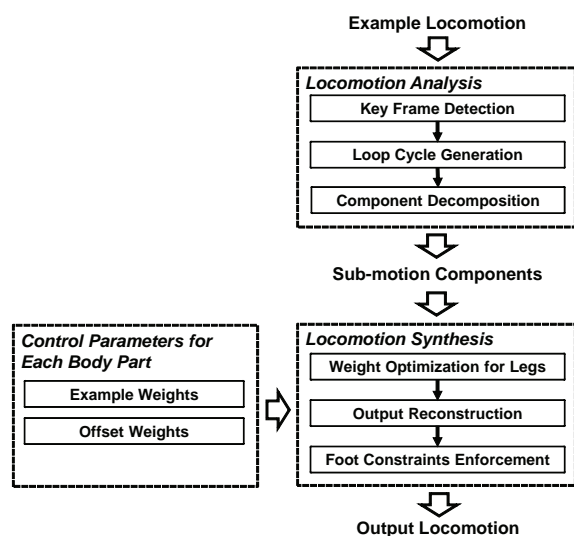 Example Locomotion
Locomotion Analysis
Key Frame Detection
Loop Cycle Generation
Component Decomposition
Sub-motion Components
Control Parameters for
Each Body Part
Example Weights
Offset Weights
Locomotion Synthesis
Weight Optimization for Legs
Output Reconstruction
Foot Constraints Enforcement
Output Locomotion